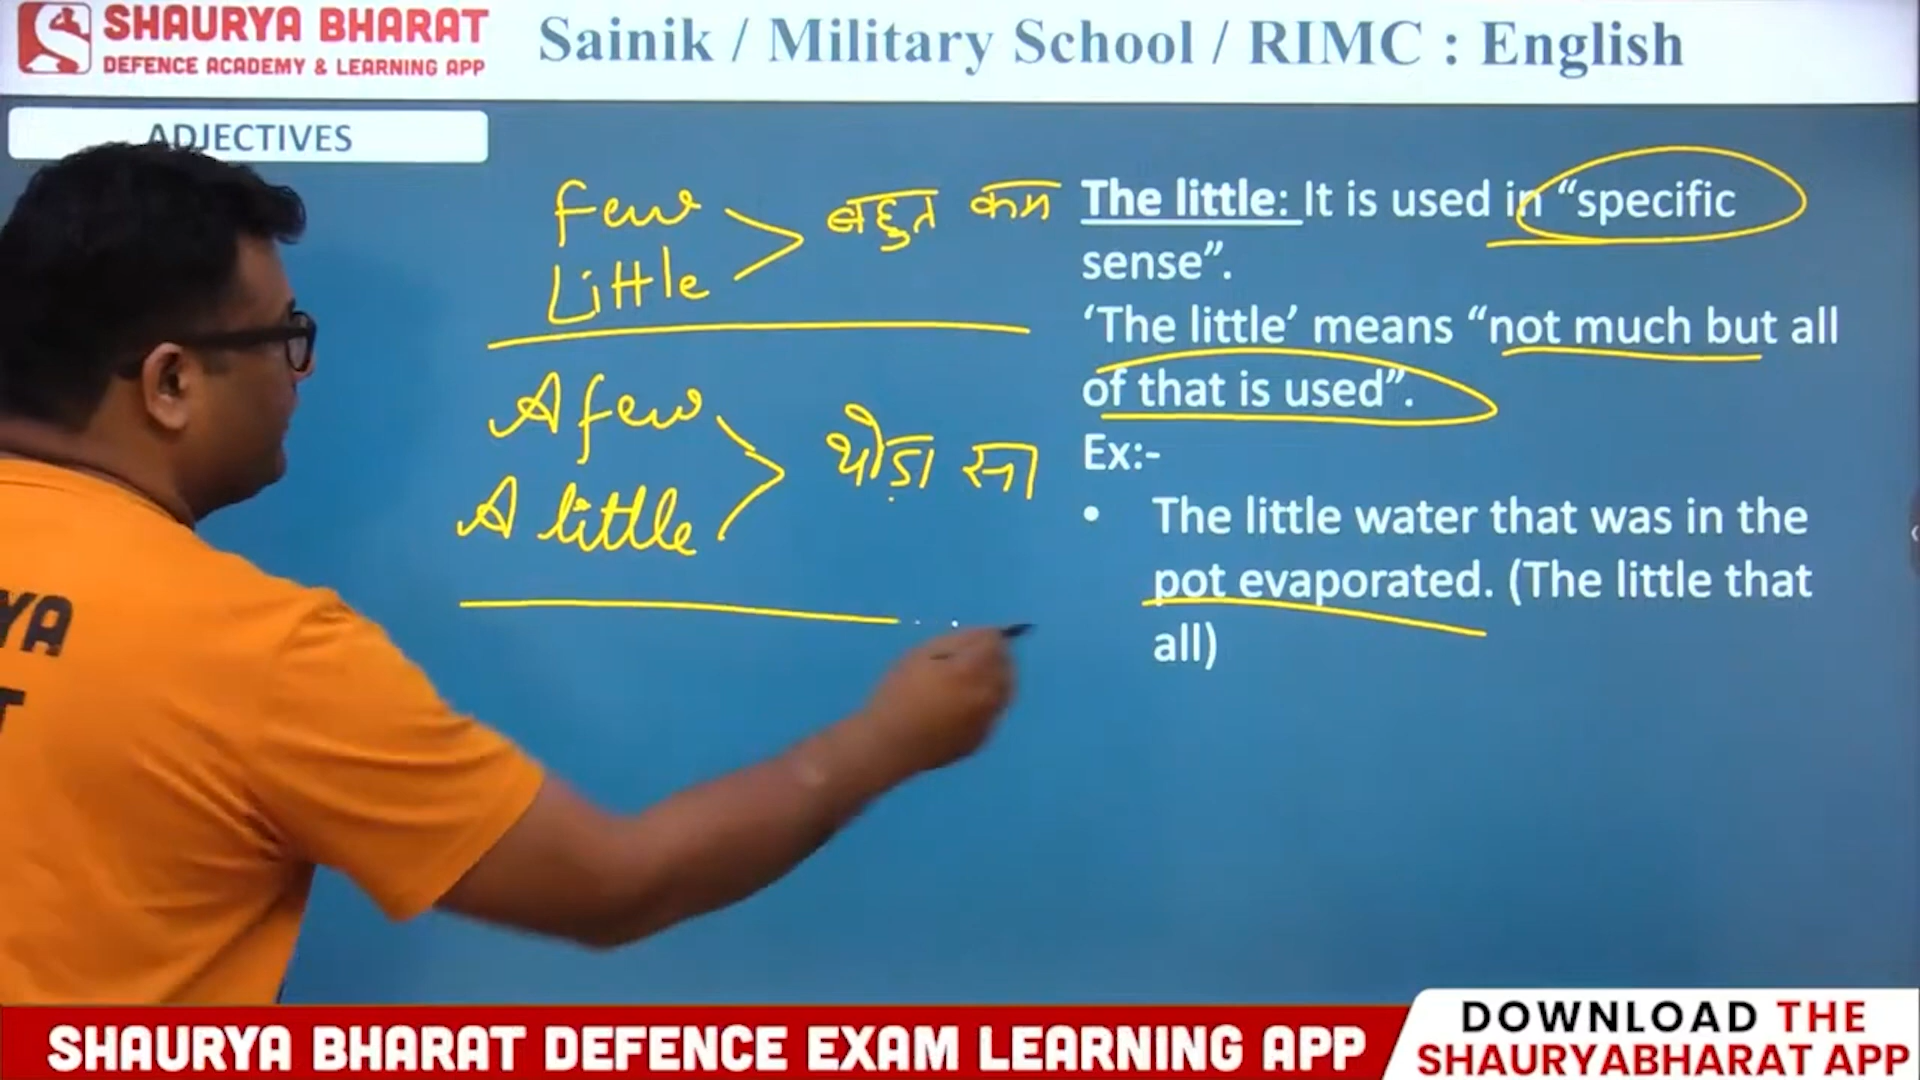 SHAURYA BHARAT
DEFENCE ACADEMY & LEARNING APP
Sainik / Military School / RIMC : English
ADJECTIVES
few
Little
बहुत कम
A few
A little
थोड़ा सा
The little: It is used in “specific
sense”.
‘The little’ means “not much but all
of that is used”.
Ex:-
• The little water that was in the
pot evaporated. (The little that
all)
YA
T
SHAURYA BHARAT DEFENCE EXAM LEARNING APP
DOWNLOAD THE
SHAURYABHARAT APP